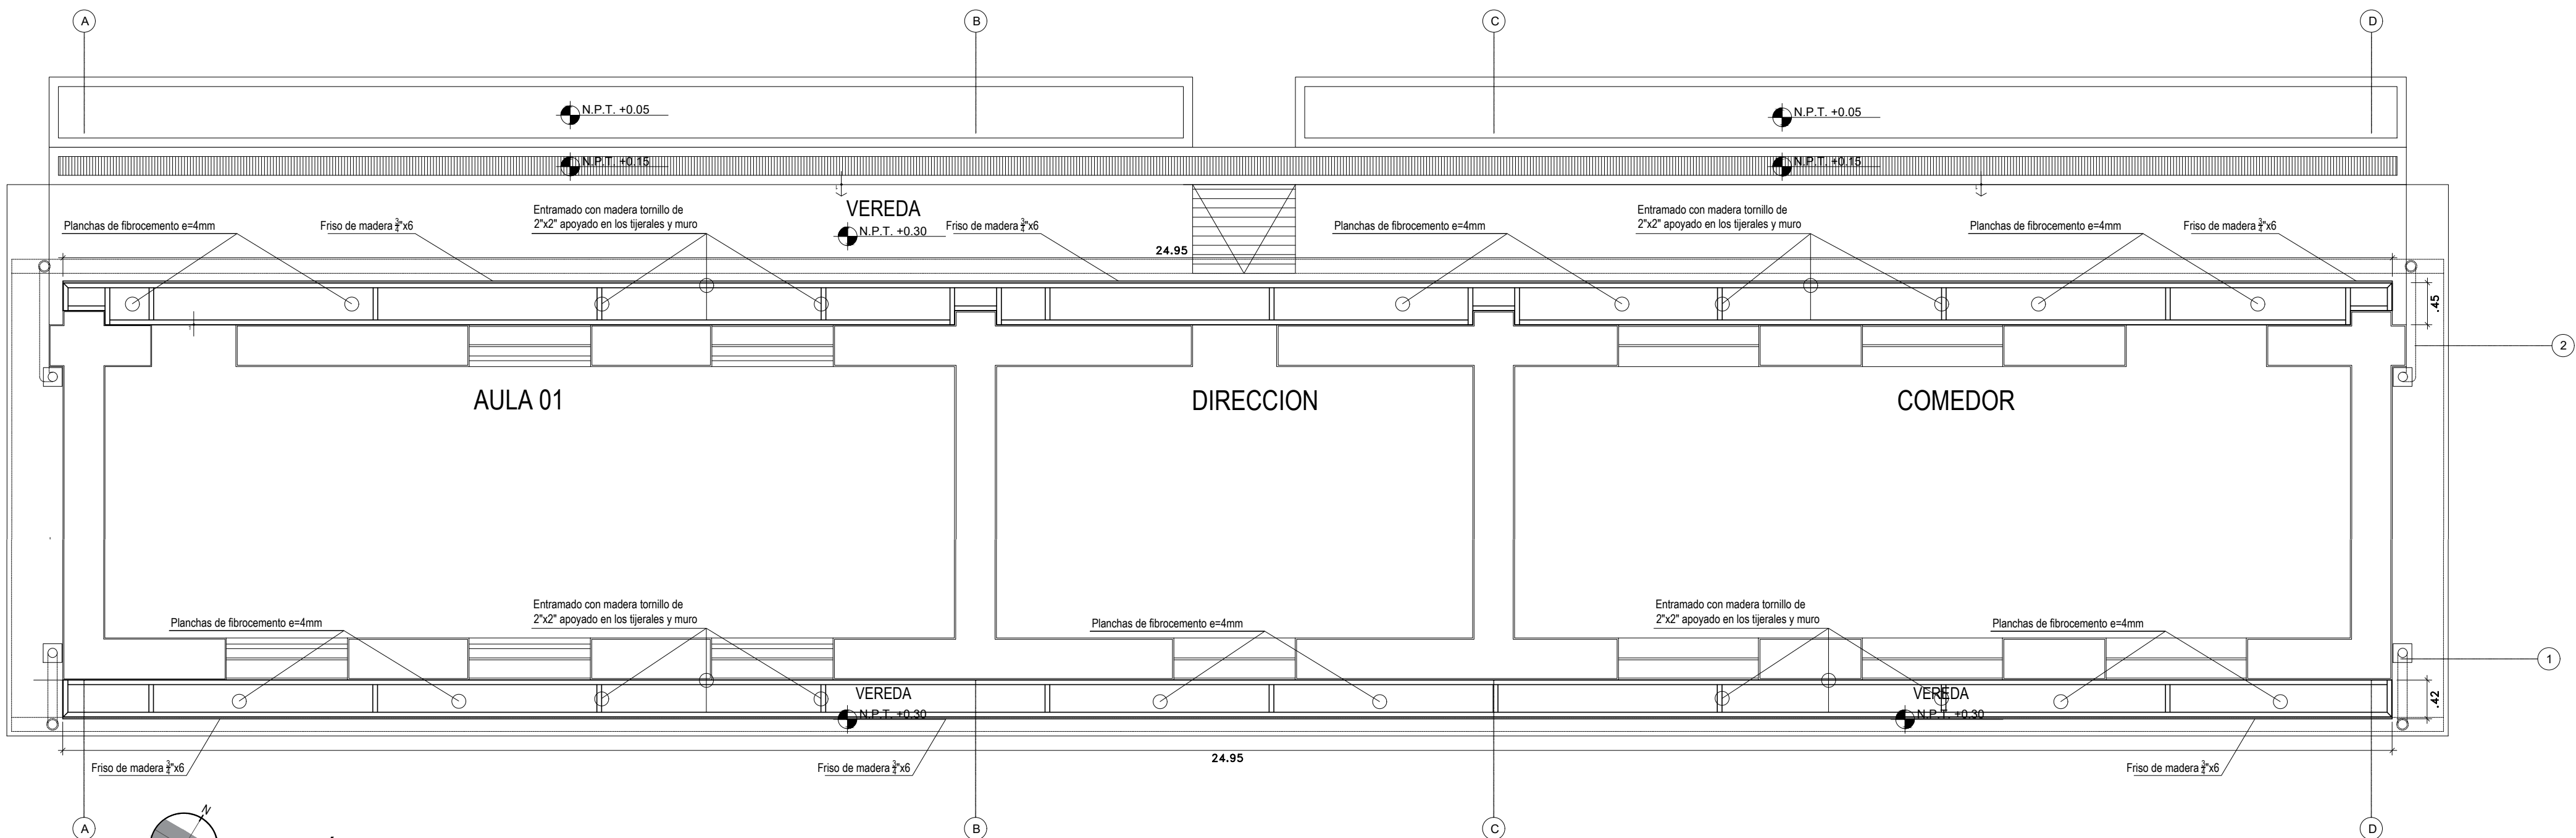 A B C D
N.P.T. +0.05 N.P.T. +0.05
N.P.T. +0.15 N.P.T. +0.15
VEREDA
N.P.T. +0.30
Planchas de fibrocemento e=4mm
Friso de madera ¾"x6
Entramado con madera tornillo de
2"x2" apoyado en los tijerales y muro
Friso de madera ¾"x6
Planchas de fibrocemento e=4mm
Entramado con madera tornillo de
2"x2" apoyado en los tijerales y muro
Planchas de fibrocemento e=4mm
Friso de madera ¾"x6
24.95
.45
2
AULA 01 DIRECCION COMEDOR
Planchas de fibrocemento e=4mm
Entramado con madera tornillo de
2"x2" apoyado en los tijerales y muro
Planchas de fibrocemento e=4mm
Entramado con madera tornillo de
2"x2" apoyado en los tijerales y muro
Planchas de fibrocemento e=4mm
1
VEREDA
N.P.T. +0.30
VEREDA
N.P.T. +0.30
.42
24.95
Friso de madera ¾"x6
Friso de madera ¾"x6
Friso de madera ¾"x6
N
A B C D